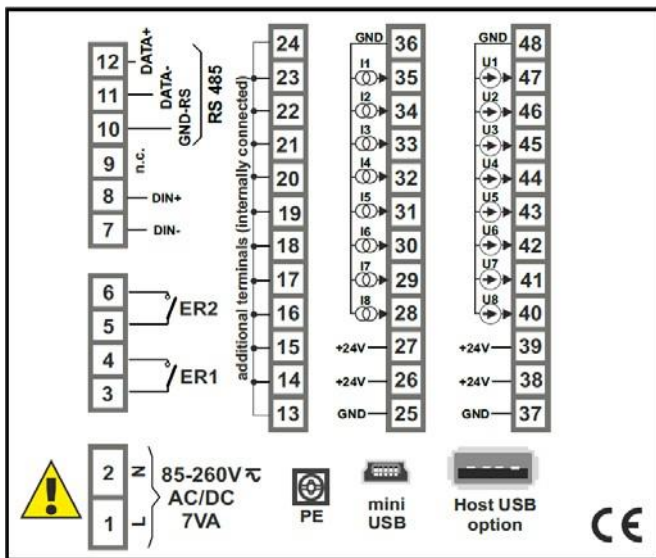 12 DATA+
11 DATA-
10 GND-RS
RS 485
9 n.c.
8 DIN+
7 DIN-
6
5
ER2
4
3
ER1
2 N
1 L
85-260V
AC/DC
7VA
additional terminals (internally connected)
24
23
22
21
20
19
18
17
16
15
14
13
GND 36
I1 35
I2 34
I3 33
I4 32
I5 31
I6 30
I7 29
I8 28
+24V 27
+24V 26
GND 25
GND 48
U1 47
U2 46
U3 45
U4 44
U5 43
U6 42
U7 41
U8 40
+24V 39
+24V 38
GND 37
PE
mini
USB
Host USB
option
CE